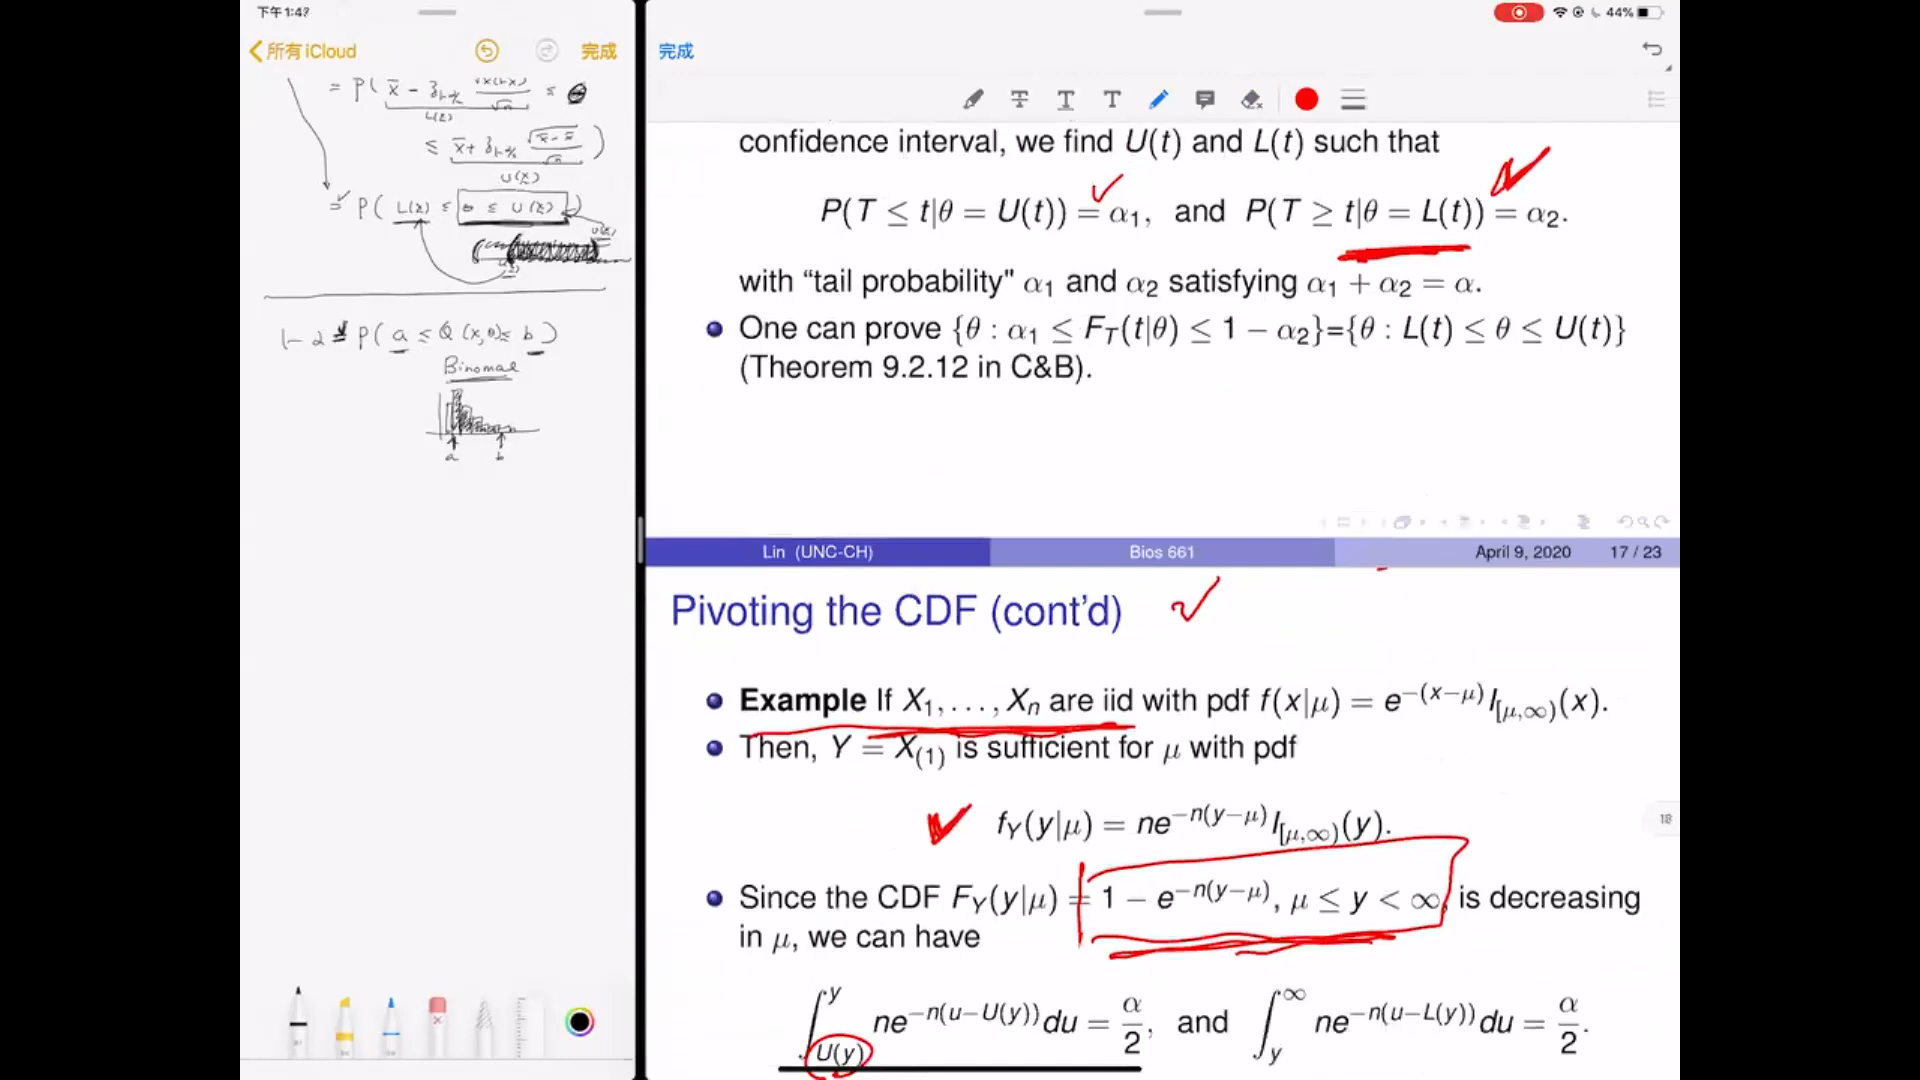 下午1:47
所有iCloud
完成
= P( x̄ - z
≤ θ
L(x)
≤ x̄ +
U(x)
= P( L(x) ≤ θ ≤ U(x) )
1-α ≤ P( a ≤ Q(x,θ) ≤ b )
Binomal
a b
完成
44%
confidence interval, we find U(t) and L(t) such that
P(T ≤ t|θ = U(t)) = α₁, and P(T ≥ t|θ = L(t)) = α₂.
with “tail probability" α₁ and α₂ satisfying α₁ + α₂ = α.
One can prove {θ : α₁ ≤ F_T(t|θ) ≤ 1 − α₂}={θ : L(t) ≤ θ ≤ U(t)}
(Theorem 9.2.12 in C&B).
Lin (UNC-CH) Bios 661 April 9, 2020 17 / 23
Pivoting the CDF (cont'd)
Example If X₁, . . . , Xₙ are iid with pdf f(x|μ) = e^{−(x−μ)}I_{[μ,∞)}(x).
Then, Y = X₍₁₎ is sufficient for μ with pdf
f_Y(y|μ) = ne^{−n(y−μ)}I_{[μ,∞)}(y).
18
Since the CDF F_Y(y|μ) = 1 − e^{−n(y−μ)}, μ ≤ y < ∞, is decreasing
in μ, we can have
∫_{U(y)}^{y} ne^{−n(u−U(y))}du = α/2, and ∫_{y}^{∞} ne^{−n(u−L(y))}du = α/2.